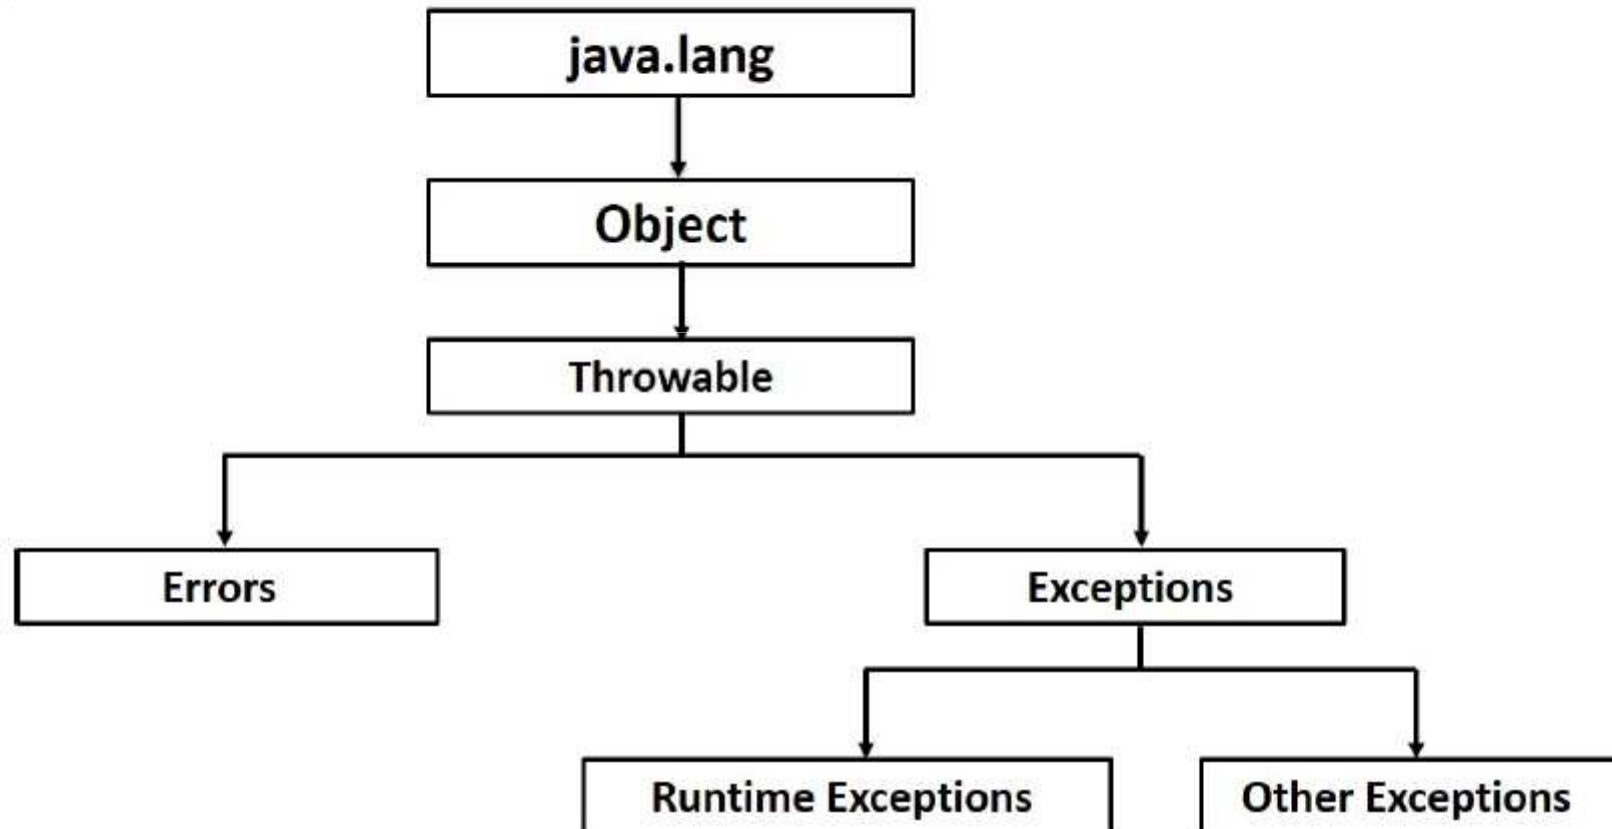 java.lang
Object
Throwable
Errors
Exceptions
Runtime Exceptions
Other Exceptions